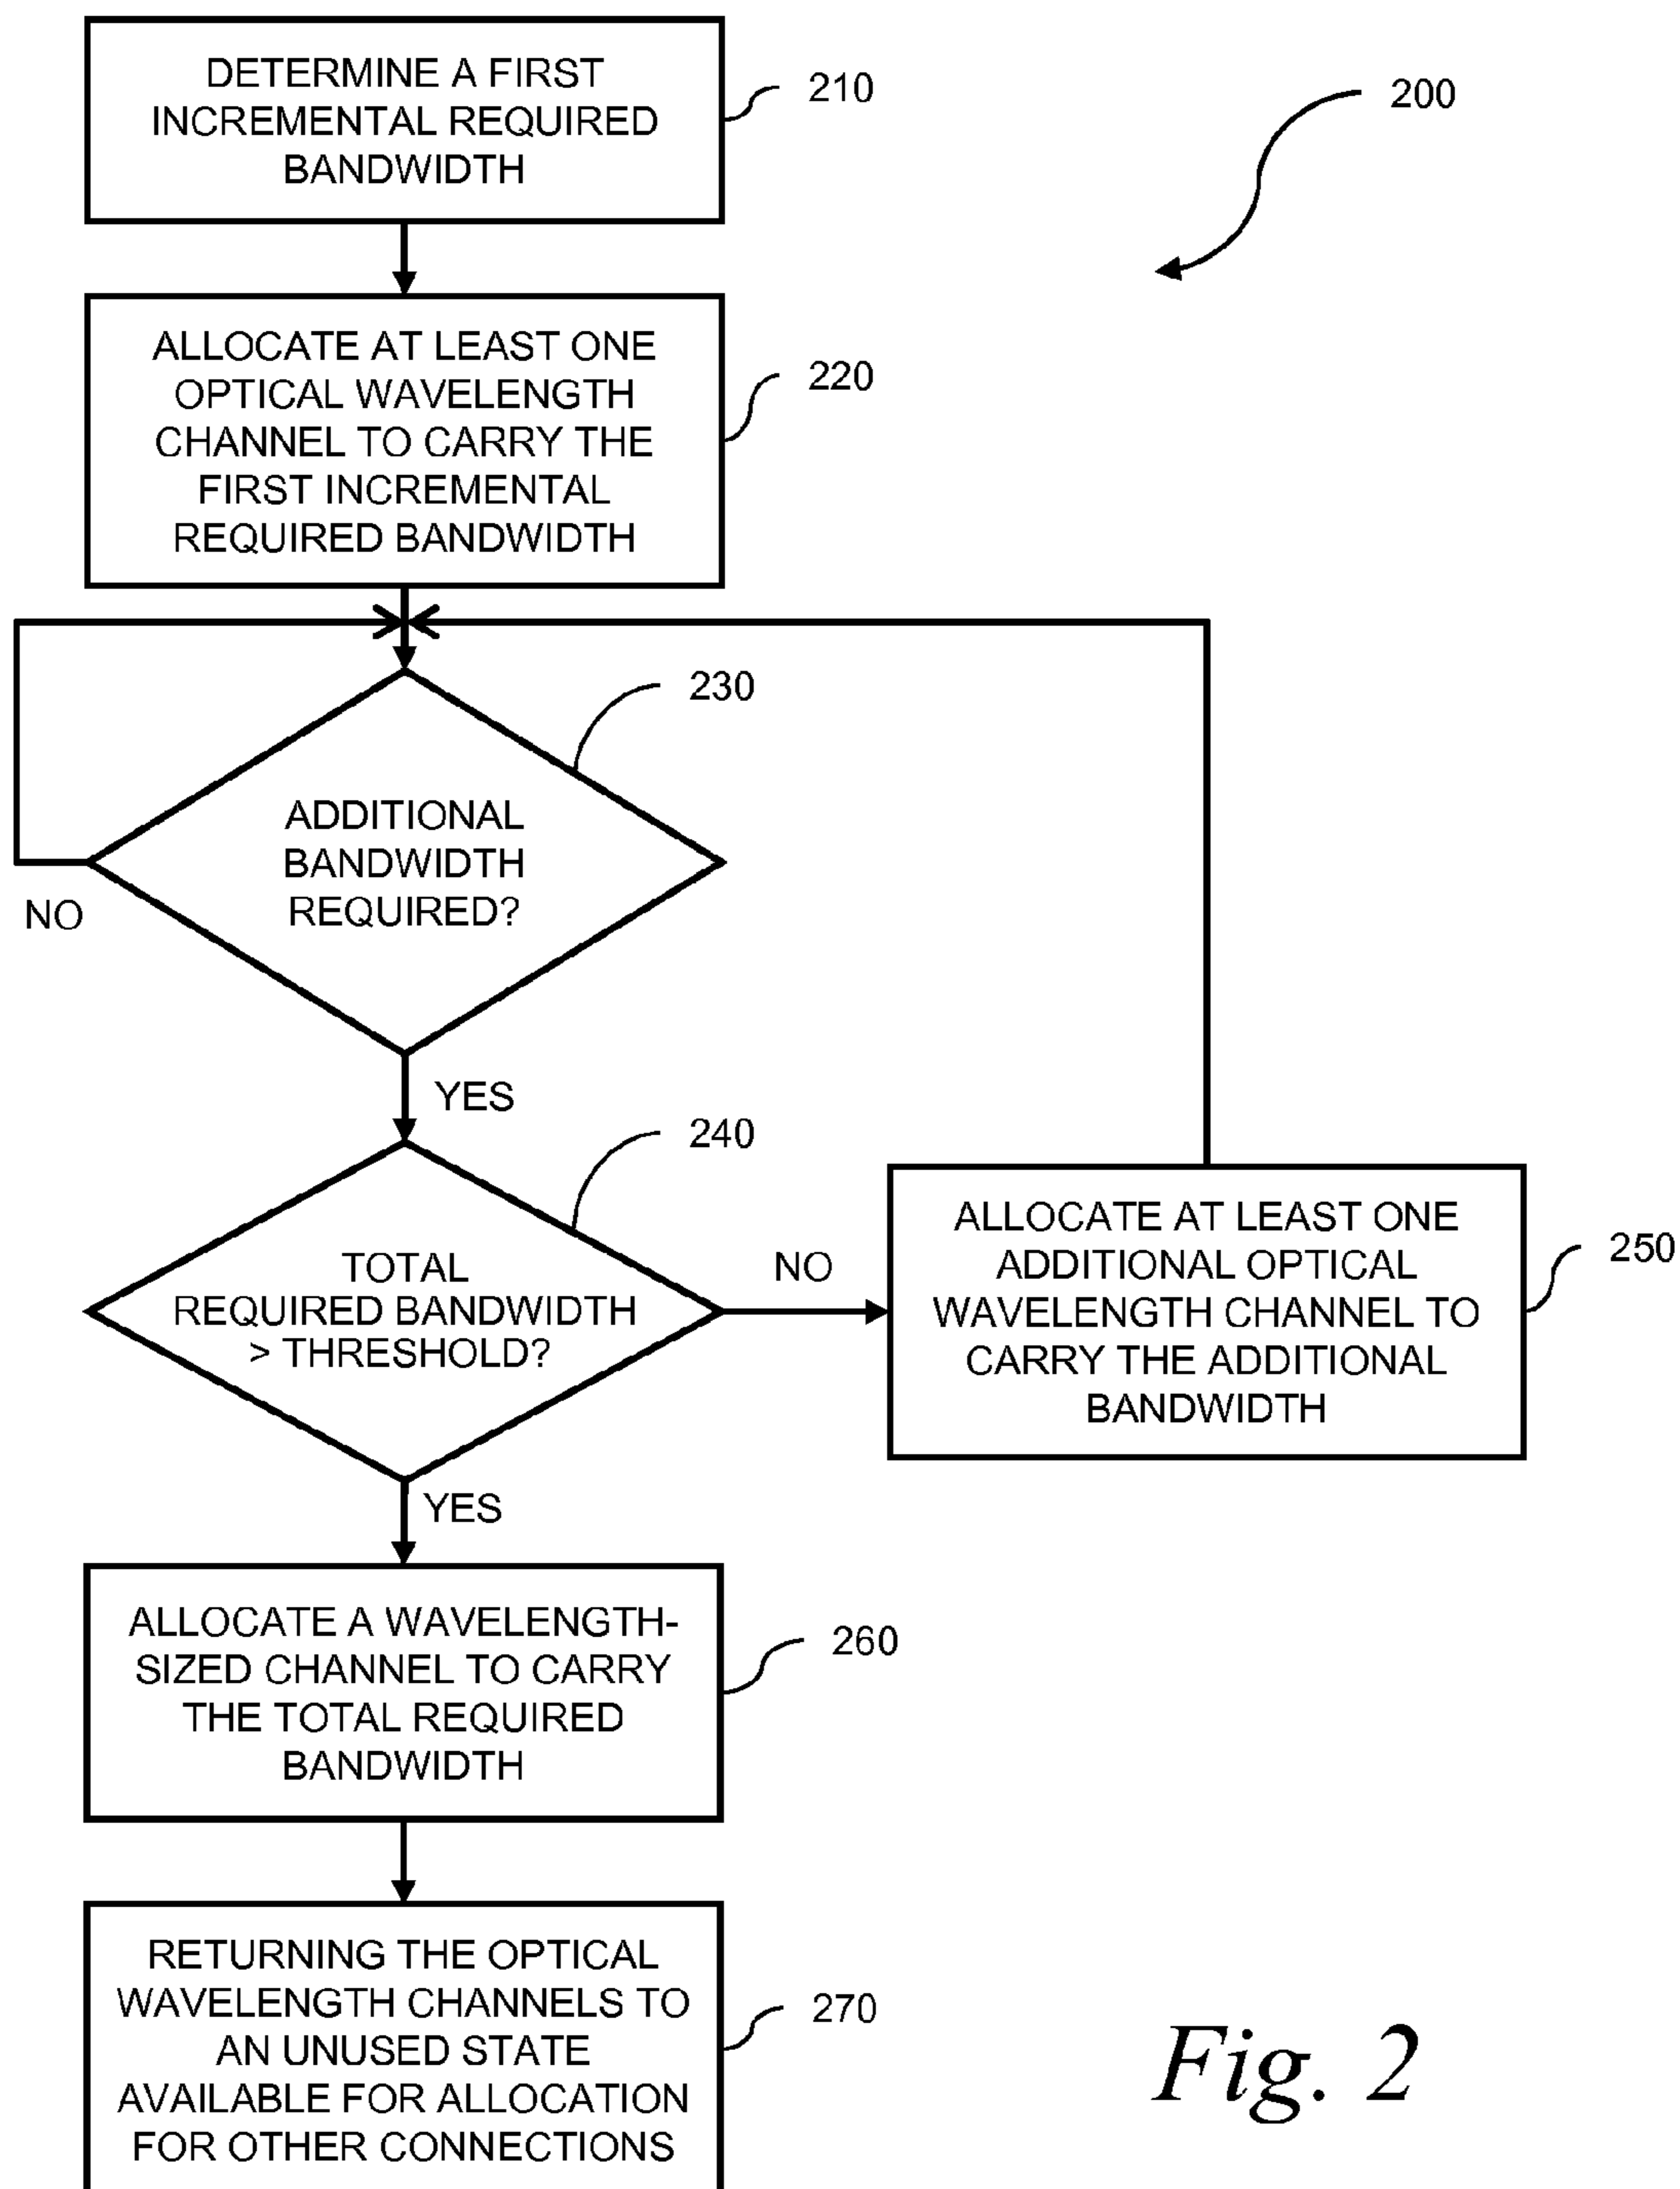 DETERMINE A FIRST
INCREMENTAL REQUIRED
BANDWIDTH
210
200
ALLOCATE AT LEAST ONE
OPTICAL WAVELENGTH
CHANNEL TO CARRY THE
FIRST INCREMENTAL
REQUIRED BANDWIDTH
220
230
ADDITIONAL
BANDWIDTH
REQUIRED?
NO
YES
240
TOTAL
REQUIRED BANDWIDTH
> THRESHOLD?
NO
ALLOCATE AT LEAST ONE
ADDITIONAL OPTICAL
WAVELENGTH CHANNEL TO
CARRY THE ADDITIONAL
BANDWIDTH
250
YES
ALLOCATE A WAVELENGTH-
SIZED CHANNEL TO CARRY
THE TOTAL REQUIRED
BANDWIDTH
260
RETURNING THE OPTICAL
WAVELENGTH CHANNELS TO
AN UNUSED STATE
AVAILABLE FOR ALLOCATION
FOR OTHER CONNECTIONS
270
Fig. 2